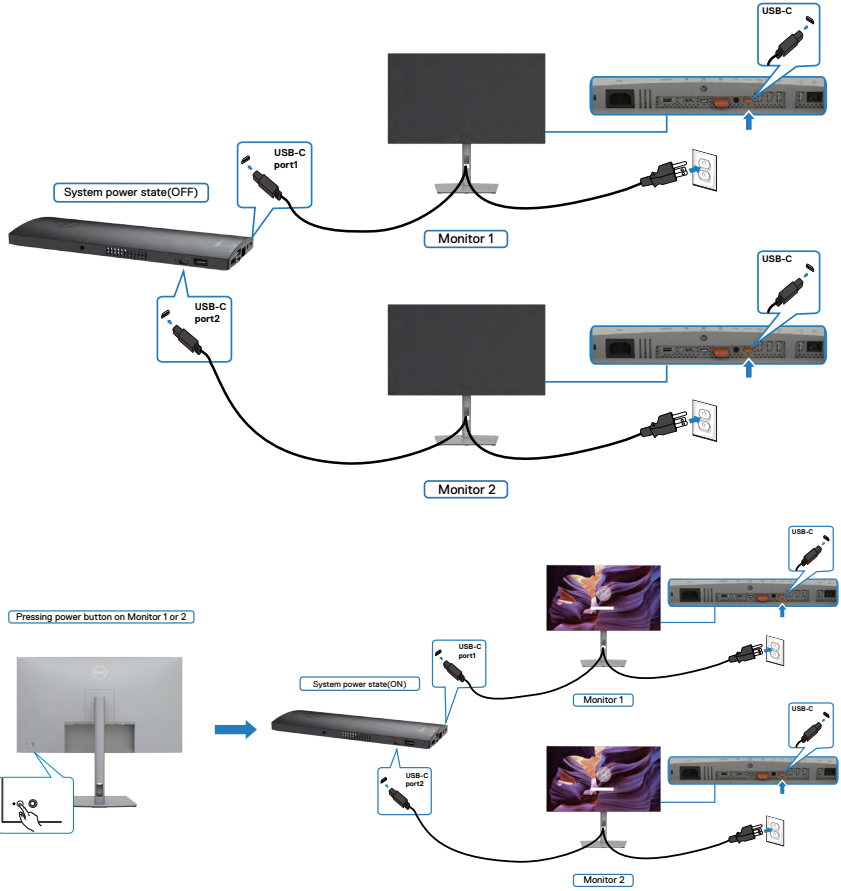 USB-C
USB-C
port1
System power state(OFF)
Monitor 1
USB-C
USB-C
port2
Monitor 2
USB-C
Pressing power button on Monitor 1 or 2
USB-C
port1
System power state(ON)
Monitor 1
USB-C
USB-C
port2
Monitor 2